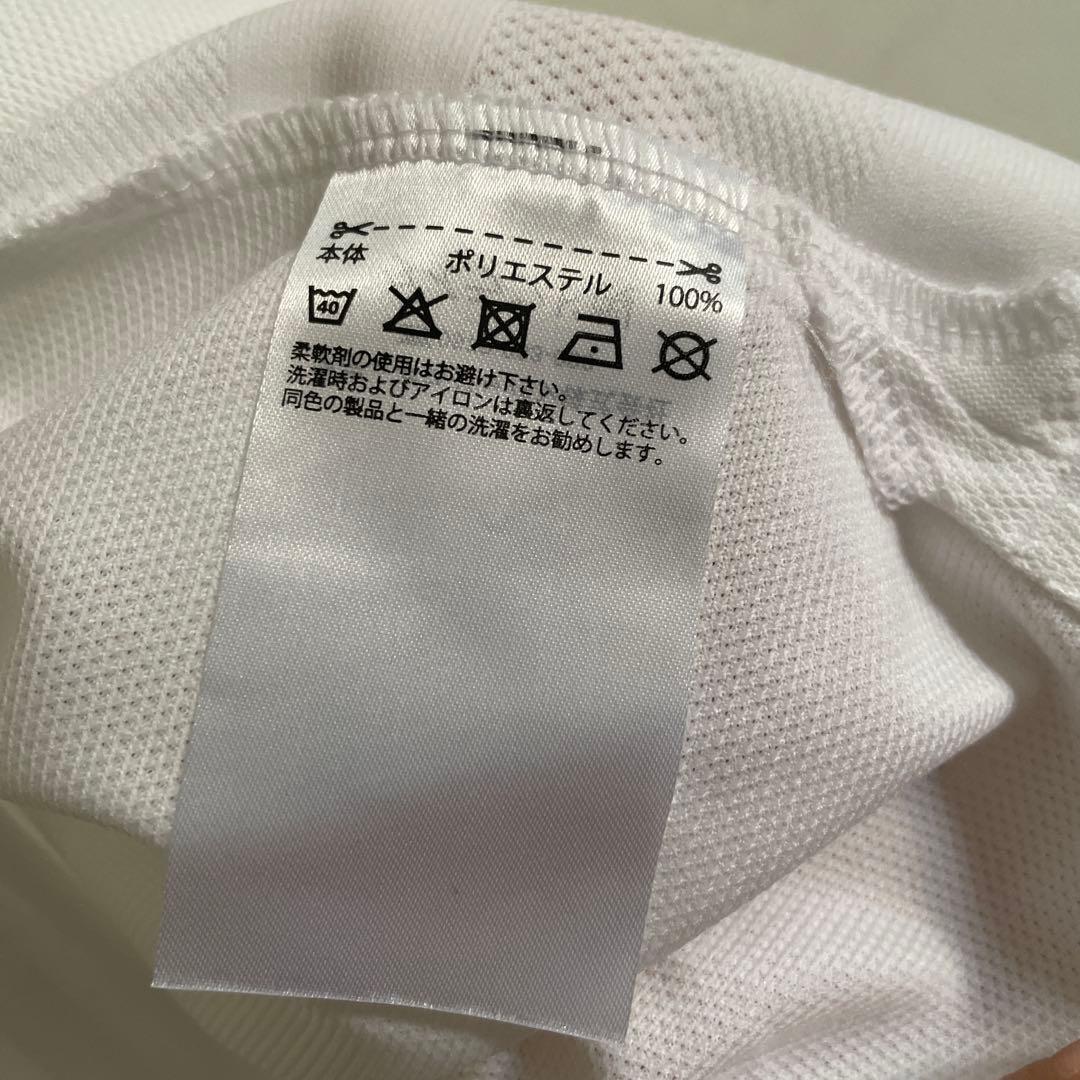 本体 ポリエステル 100%
40
柔軟剤の使用はお避け下さい。
洗濯時およびアイロンは裏返してください。
同色の製品と一緒の洗濯をお勧めします。